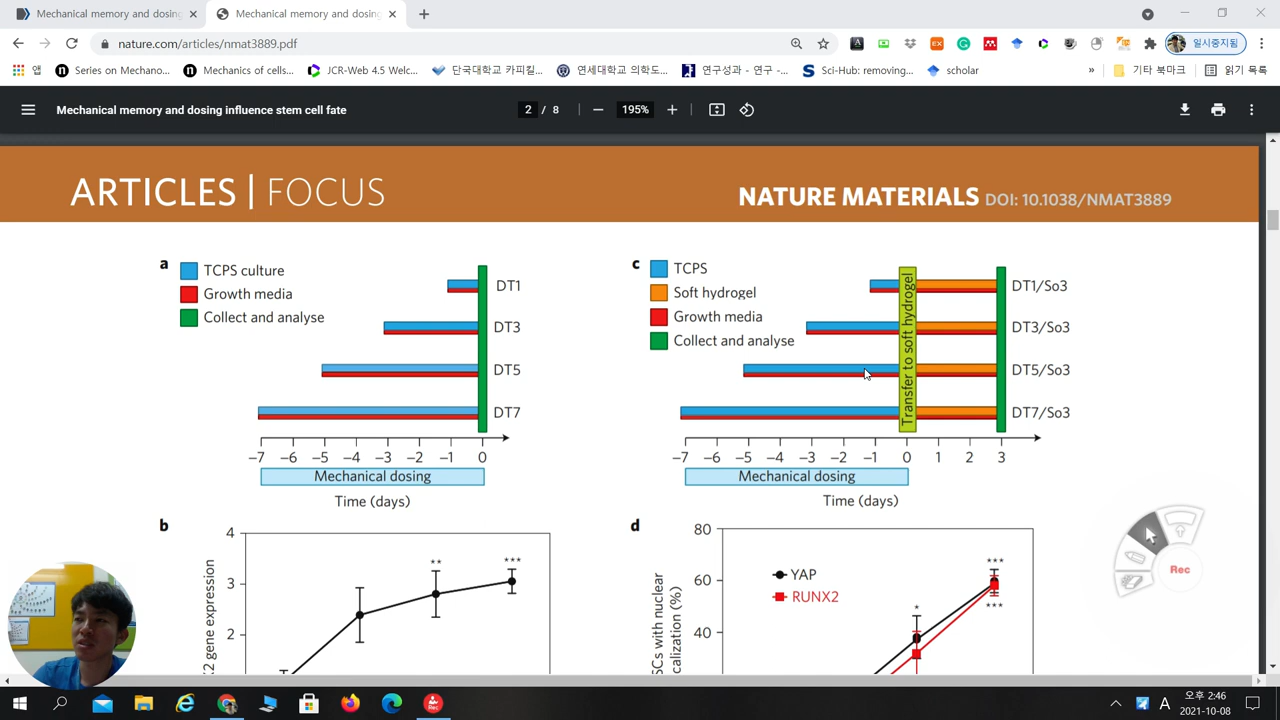 Mechanical memory and dosing
Mechanical memory and dosing
nature.com/articles/nmat3889.pdf
일시중지됨
앱
Series on Mechano...
Mechanics of cells...
JCR-Web 4.5 Welc...
단국대학교 카피킬...
연세대학교 의학도...
연구성과 - 연구 -...
Sci-Hub: removing...
scholar
»
기타 북마크
읽기 목록
Mechanical memory and dosing influence stem cell fate
2 / 8
195%
ARTICLES | FOCUS
NATURE MATERIALS DOI: 10.1038/NMAT3889
a
TCPS culture
Growth media
Collect and analyse
DT1
DT3
DT5
DT7
–7 –6 –5 –4 –3 –2 –1 0
Mechanical dosing
Time (days)
c
TCPS
Soft hydrogel
Growth media
Collect and analyse
Transfer to soft hydrogel
DT1/So3
DT3/So3
DT5/So3
DT7/So3
–7 –6 –5 –4 –3 –2 –1 0 1 2 3
Mechanical dosing
Time (days)
b
4
3
2
X2 gene expression
**
***
d
80
60
40
SCs with nuclear
calization (%)
YAP
RUNX2
*
***
***
Rec
A
오후 2:46
2021-10-08